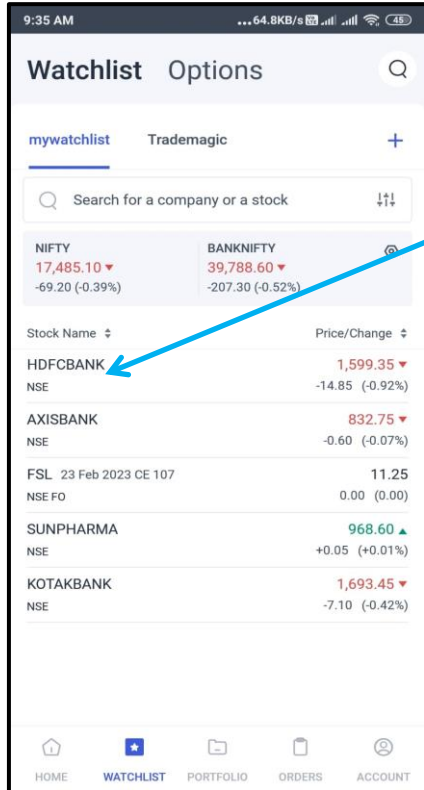 9:35 AM ...64.8KB/s 45
Watchlist Options
mywatchlist Trademagic +
Search for a company or a stock
NIFTY BANKNIFTY
17,485.10 ▼ 39,788.60 ▼
-69.20 (-0.39%) -207.30 (-0.52%)
Stock Name Price/Change
HDFCBANK 1,599.35 ▼
NSE -14.85 (-0.92%)
AXISBANK 832.75 ▼
NSE -0.60 (-0.07%)
FSL 23 Feb 2023 CE 107 11.25
NSE FO 0.00 (0.00)
SUNPHARMA 968.60 ▲
NSE +0.05 (+0.01%)
KOTAKBANK 1,693.45 ▼
NSE -7.10 (-0.42%)
HOME WATCHLIST PORTFOLIO ORDERS ACCOUNT